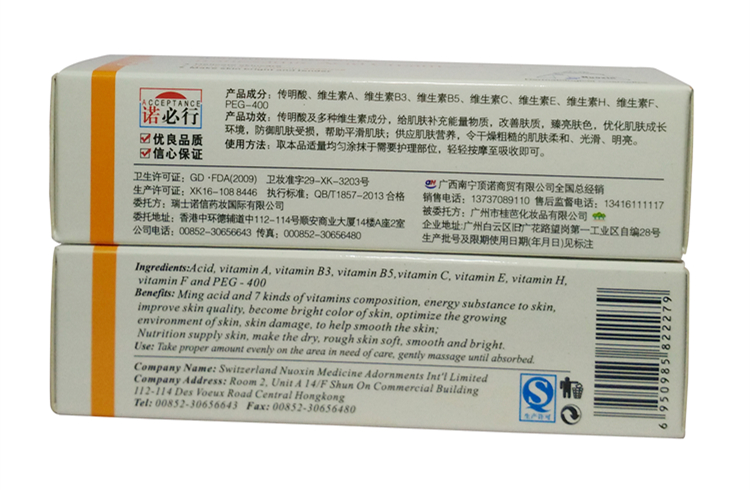 ACCEPTANCE
诺必行
优良品质
信心保证
产品成分：传明酸、维生素A、维生素B3、维生素B5、维生素C、维生素E、维生素H、维生素F、
PEG-400
产品功效：传明酸及多种维生素成分，给肌肤补充能量物质，改善肤质，臻亮肤色，优化肌肤成长
环境，防御肌肤受损，帮助平滑肌肤；供应肌肤营养，令干燥粗糙的肌肤柔和、光滑、明亮。
使用方法：取本品适量均匀涂抹于需要护理部位，轻轻按摩至吸收即可。
卫生许可证：GD·FDA(2009) 卫妆准字29-XK-3203号
生产许可证：XK16-108 8446 执行标准：QB/T1857-2013 合格
委托方：瑞士诺信药妆国际有限公司
委托地址：香港中环德辅道中112-114号顺安商业大厦14楼A座2室
公司电话：00852-30656643 传真：000852-30656480
广西南宁顶诺商贸有限公司全国总经销
销售电话：13737089110 售后监督电话：13416111117
被委托方：广州市桂芭化妆品有限公司
企业地址：广州白云区旧广花路望岗第一工业区自编28号
生产批号及限期使用日期(年月日)见标注
Ingredients:Acid, vitamin A, vitamin B3, vitamin B5,vitamin C, vitamin E, vitamin H,
vitamin F and PEG - 400
Benefits: Ming acid and 7 kinds of vitamins composition, energy substance to skin,
improve skin quality, become bright color of skin, optimize the growing
environment of skin, skin damage, to help smooth the skin;
Nutrition supply skin, make the dry, rough skin soft, smooth and bright.
Use: Take proper amount evenly on the area in need of care, gently massage until absorbed.
Company Name: Switzerland Nuoxin Medicine Adornments Int'l Limited
Company Address: Room 2, Unit A 14/F Shun On Commercial Building
112-114 Des Voeux Road Central Hongkong
Tel: 00852-30656643 Fax: 00852-30656480
生产许可
6 950985 822279